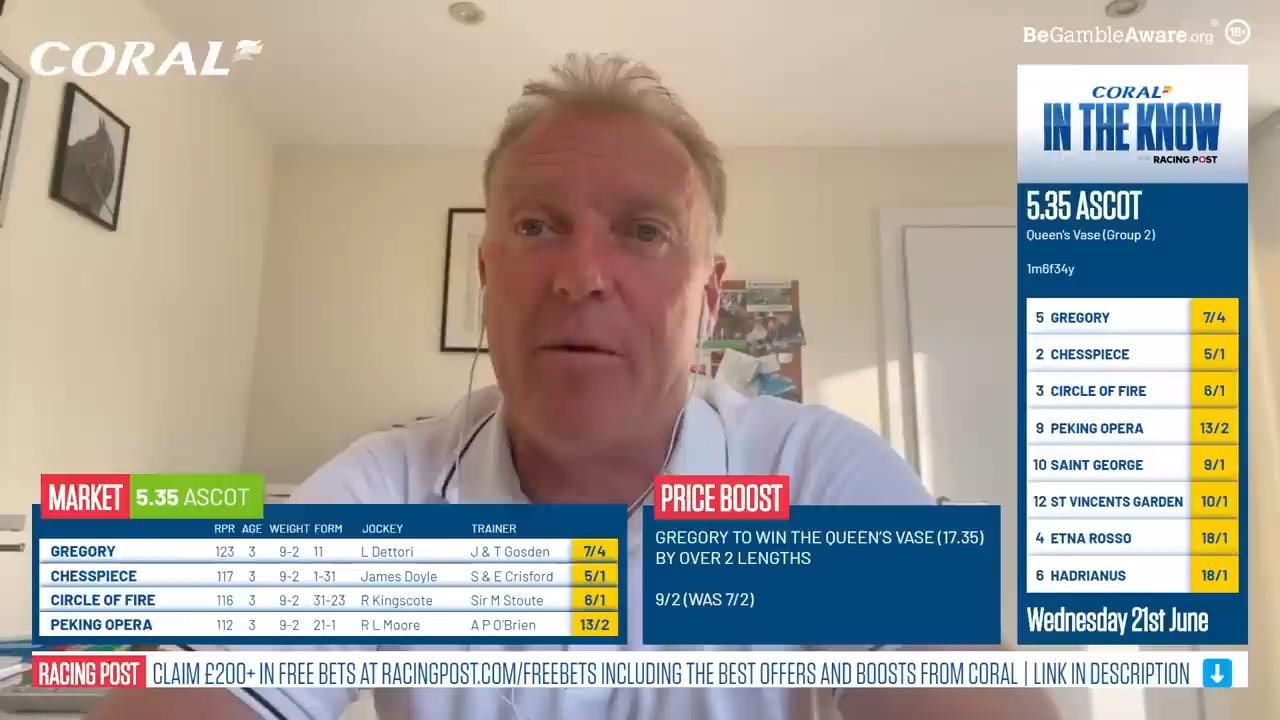 CORAL
BeGambleAware.org 18+
CORAL
IN THE KNOW
RACING POST
5.35 ASCOT
Queen's Vase (Group 2)
1m6f34y
5 GREGORY 7/4
2 CHESSPIECE 5/1
3 CIRCLE OF FIRE 6/1
9 PEKING OPERA 13/2
10 SAINT GEORGE 9/1
12 ST VINCENTS GARDEN 10/1
4 ETNA ROSSO 18/1
6 HADRIANUS 18/1
Wednesday 21st June
MARKET 5.35 ASCOT
RPR AGE WEIGHT FORM JOCKEY TRAINER
GREGORY 123 3 9-2 11 L Dettori J & T Gosden 7/4
CHESSPIECE 117 3 9-2 1-31 James Doyle S & E Crisford 5/1
CIRCLE OF FIRE 116 3 9-2 31-23 R Kingscote Sir M Stoute 6/1
PEKING OPERA 112 3 9-2 21-1 R L Moore A P O'Brien 13/2
PRICE BOOST
GREGORY TO WIN THE QUEEN'S VASE (17.35)
BY OVER 2 LENGTHS
9/2 (WAS 7/2)
RACING POST CLAIM £200+ IN FREE BETS AT RACINGPOST.COM/FREEBETS INCLUDING THE BEST OFFERS AND BOOSTS FROM CORAL | LINK IN DESCRIPTION